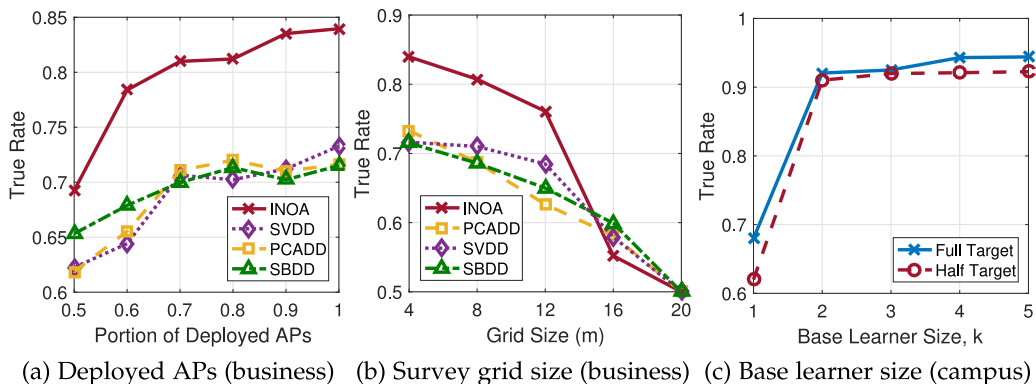 0.85
0.8
0.75
0.7
0.65
0.6
True Rate
INOA
SVDD
PCADD
SBDD
0.5 0.6 0.7 0.8 0.9 1
Portion of Deployed APs
(a) Deployed APs (business)
0.9
0.8
0.7
0.6
0.5
True Rate
INOA
PCADD
SVDD
SBDD
4 8 12 16 20
Grid Size (m)
(b) Survey grid size (business)
1
0.9
0.8
0.7
0.6
True Rate
Full Target
Half Target
1 2 3 4 5
Base Learner Size, k
(c) Base learner size (campus)